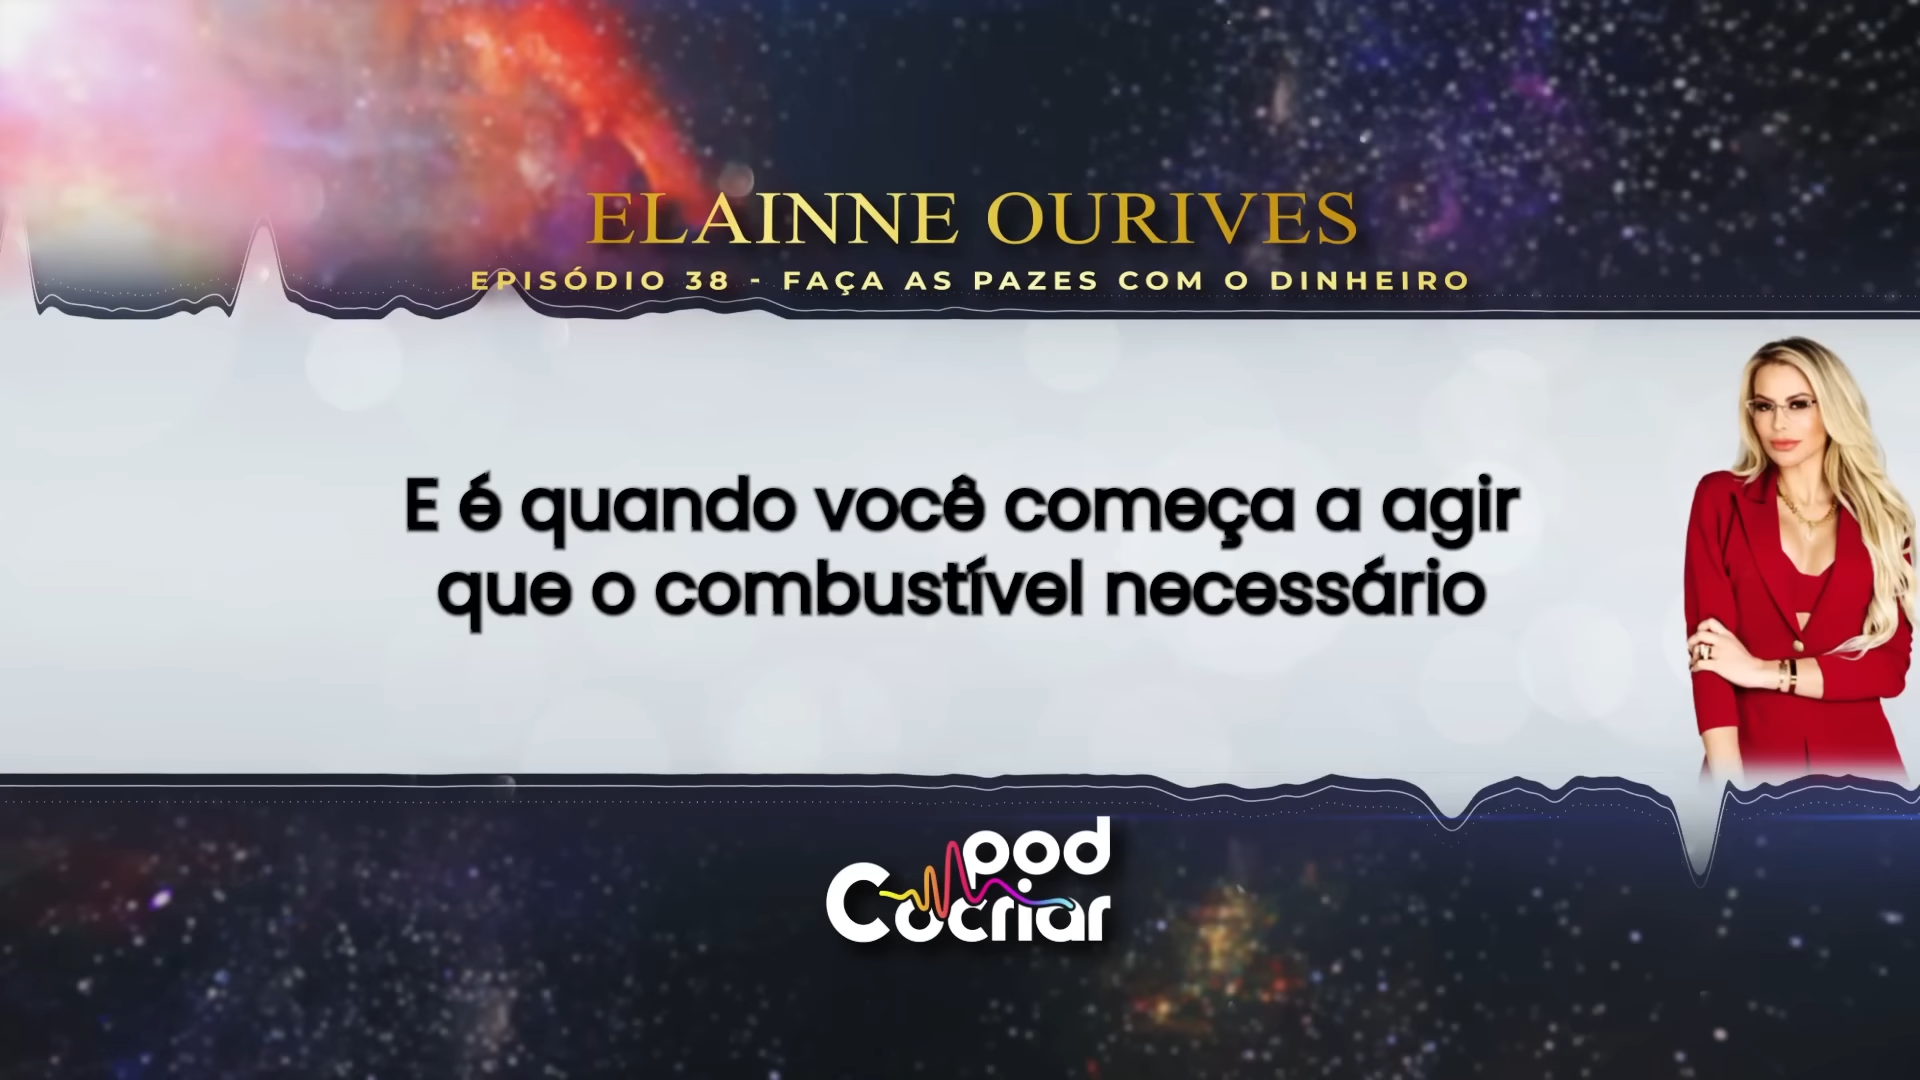 ELAINNE OURIVES
EPISÓDIO 38 - FAÇA AS PAZES COM O DINHEIRO
E é quando você começa a agir
que o combustível necessário
pod
Cocriar